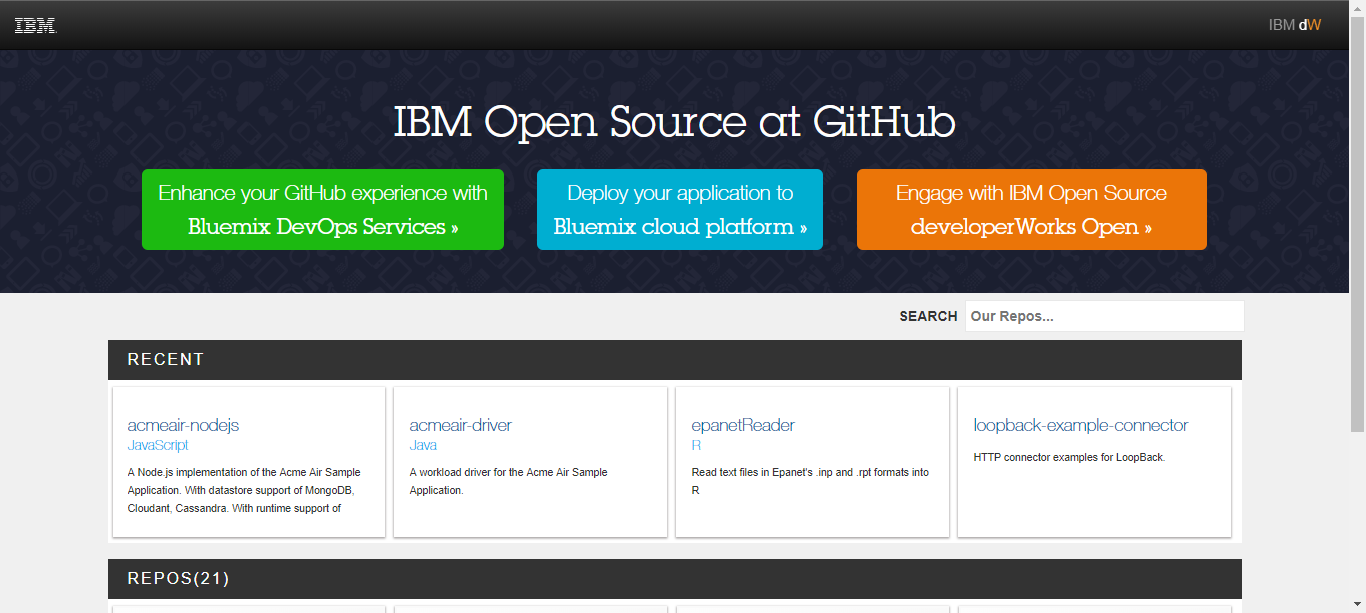 IBM
IBM dW
IBM Open Source at GitHub
Enhance your GitHub experience with
Bluemix DevOps Services »
Deploy your application to
Bluemix cloud platform »
Engage with IBM Open Source
developerWorks Open »
SEARCH Our Repos...
RECENT
acmeair-nodejs
JavaScript
A Node.js implementation of the Acme Air Sample
Application. With datastore support of MongoDB,
Cloudant, Cassandra. With runtime support of
acmeair-driver
Java
A workload driver for the Acme Air Sample
Application.
epanetReader
R
Read text files in Epanet's .inp and .rpt formats into
R
loopback-example-connector
HTTP connector examples for LoopBack.
REPOS(21)